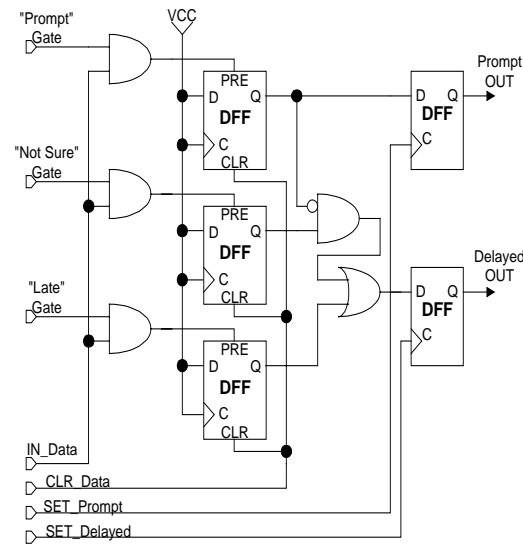 "Prompt"
Gate
VCC
PRE
D Q
DFF
C
CLR
Prompt
OUT
D Q
DFF
C
"Not Sure"
Gate
PRE
D Q
DFF
C
CLR
Delayed
OUT
D Q
DFF
C
"Late"
Gate
PRE
D Q
DFF
C
CLR
IN_Data
CLR_Data
SET_Prompt
SET_Delayed